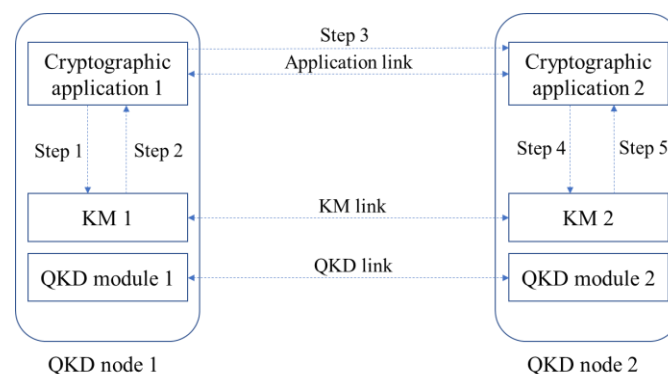 Step 3
Cryptographic
application 1
Application link
Cryptographic
application 2
Step 1
Step 2
Step 4
Step 5
KM 1
KM link
KM 2
QKD module 1
QKD link
QKD module 2
QKD node 1
QKD node 2